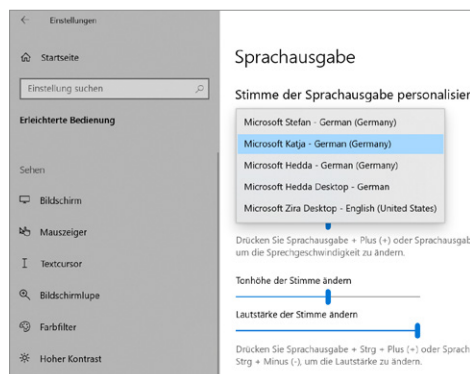 Einstellungen
Startseite
Einstellung suchen
Erleichterte Bedienung
Sehen
Bildschirm
Mauszeiger
Textcursor
Bildschirmlupe
Farbfilter
Hoher Kontrast
Sprachausgabe
Stimme der Sprachausgabe personalisier
Microsoft Stefan - German (Germany)
Microsoft Katja - German (Germany)
Microsoft Hedda - German (Germany)
Microsoft Hedda Desktop - German
Microsoft Zira Desktop - English (United States)
Drücken Sie Sprachausgabe + Plus (+) oder Sprachausgab
um die Sprechgeschwindigkeit zu ändern.
Tonhöhe der Stimme ändern
Lautstärke der Stimme ändern
Drücken Sie Sprachausgabe + Strg + Plus (+) oder Sprach
Strg + Minus (-), um die Lautstärke zu ändern.